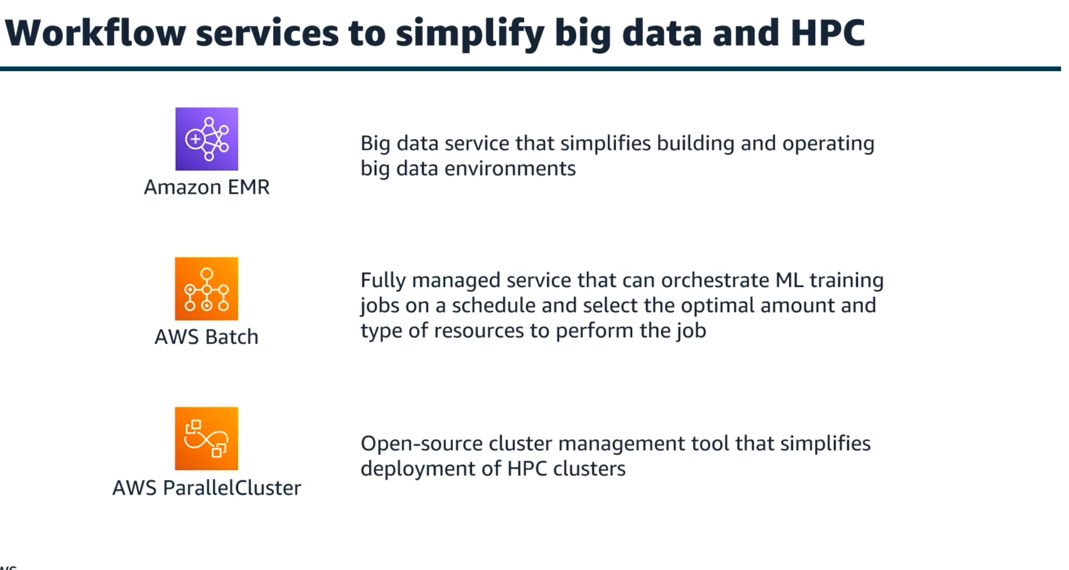 Workflow services to simplify big data and HPC
Amazon EMR
Big data service that simplifies building and operating
big data environments
AWS Batch
Fully managed service that can orchestrate ML training
jobs on a schedule and select the optimal amount and
type of resources to perform the job
AWS ParallelCluster
Open-source cluster management tool that simplifies
deployment of HPC clusters